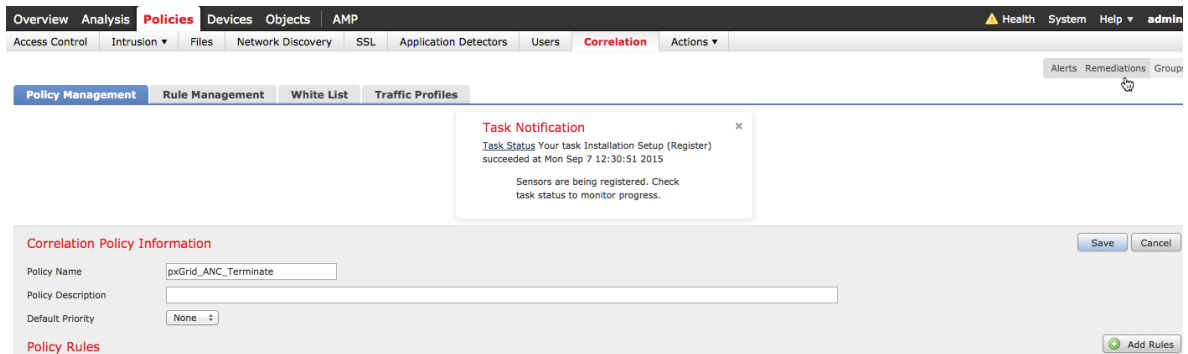 Overview Analysis Policies Devices Objects AMP Health System Help ▾ admin
Access Control Intrusion ▾ Files Network Discovery SSL Application Detectors Users Correlation Actions ▾
Alerts Remediations Groups
Policy Management Rule Management White List Traffic Profiles
Task Notification ×
Task Status Your task Installation Setup (Register)
succeeded at Mon Sep 7 12:30:51 2015
Sensors are being registered. Check
task status to monitor progress.
Correlation Policy Information Save Cancel
Policy Name pxGrid_ANC_Terminate
Policy Description
Default Priority None
Policy Rules Add Rules